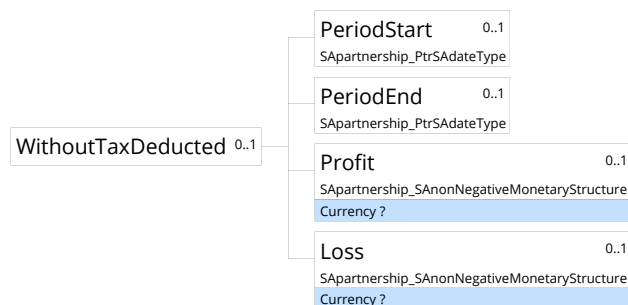 PeriodStart 0..1
SApartnership_PtrSAdateType
PeriodEnd 0..1
SApartnership_PtrSAdateType
WithoutTaxDeducted 0..1
Profit 0..1
SApartnership_SAnonNegativeMonetaryStructure
Currency ?
Loss 0..1
SApartnership_SAnonNegativeMonetaryStructure
Currency ?